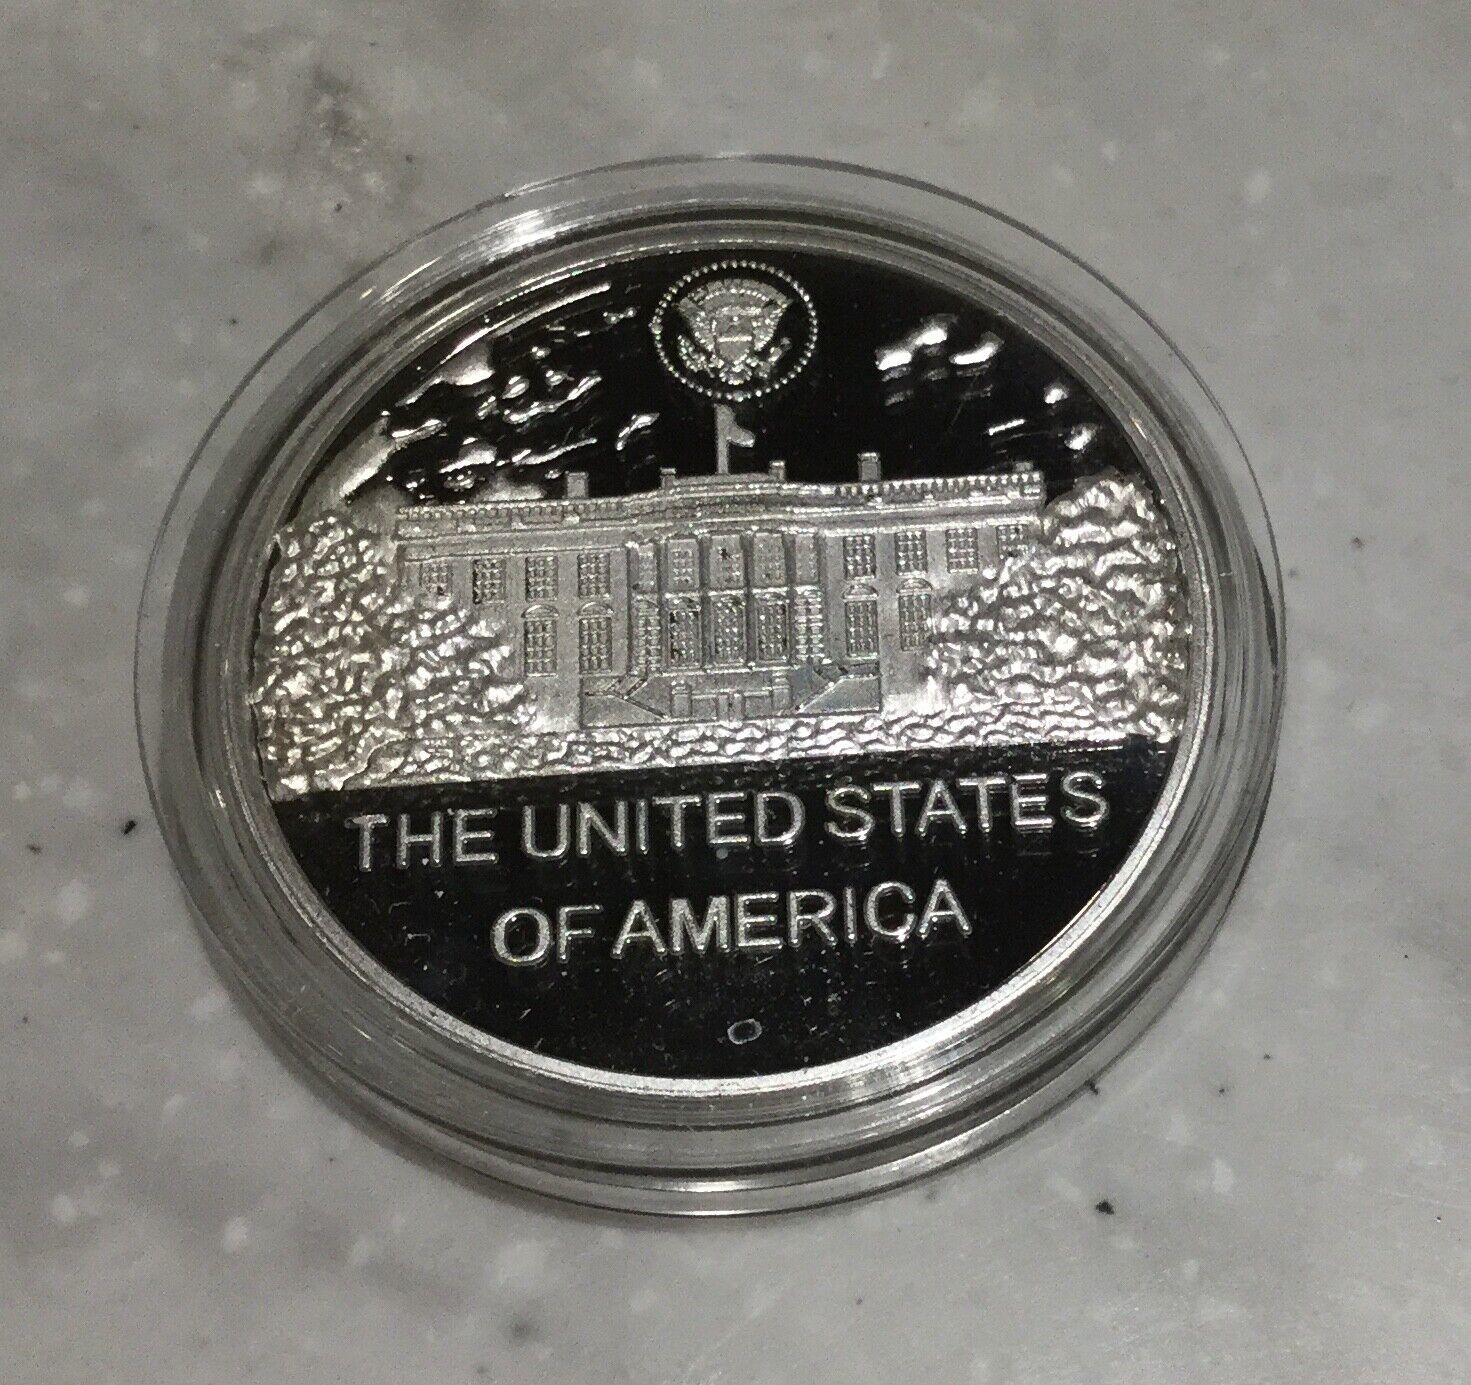 THE UNITED STATES
OF AMERICA